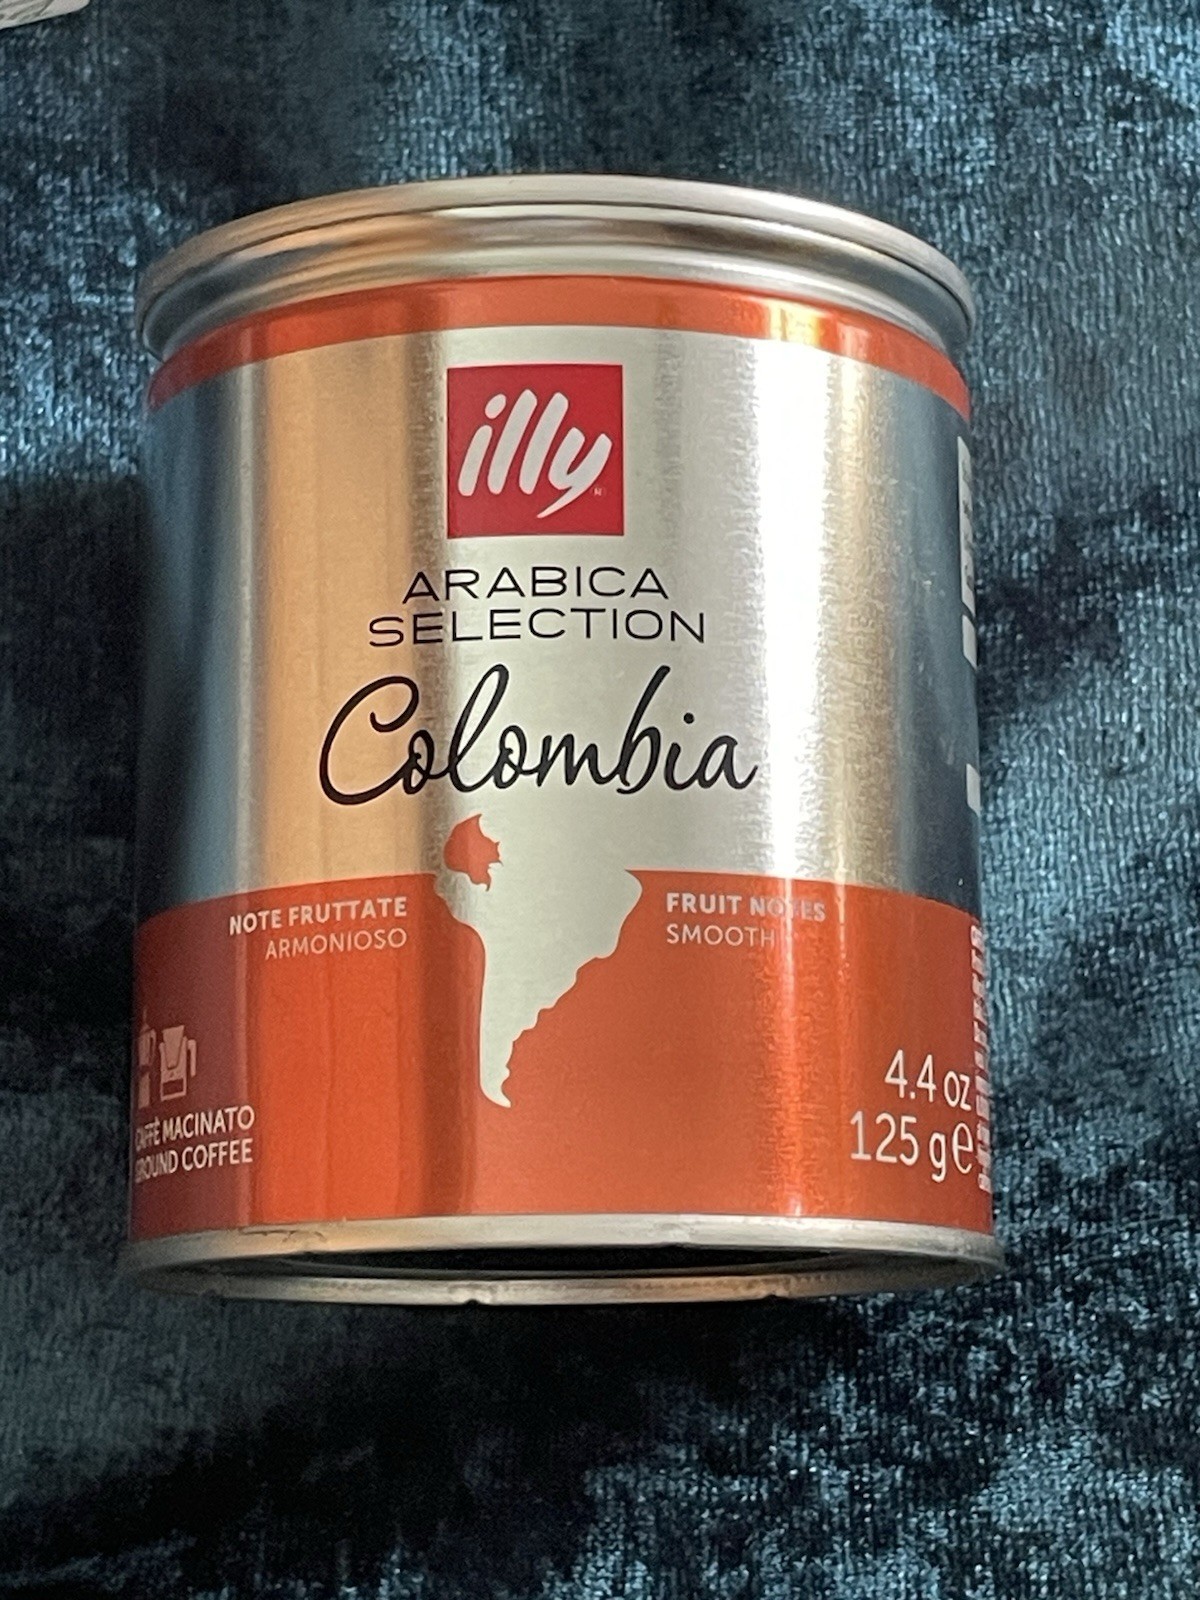 illy
ARABICA
SELECTION
Colombia
NOTE FRUTTATE
ARMONIOSO
FRUIT NOTES
SMOOTH
CAFFÈ MACINATO
GROUND COFFEE
4.4 oz
125 g e